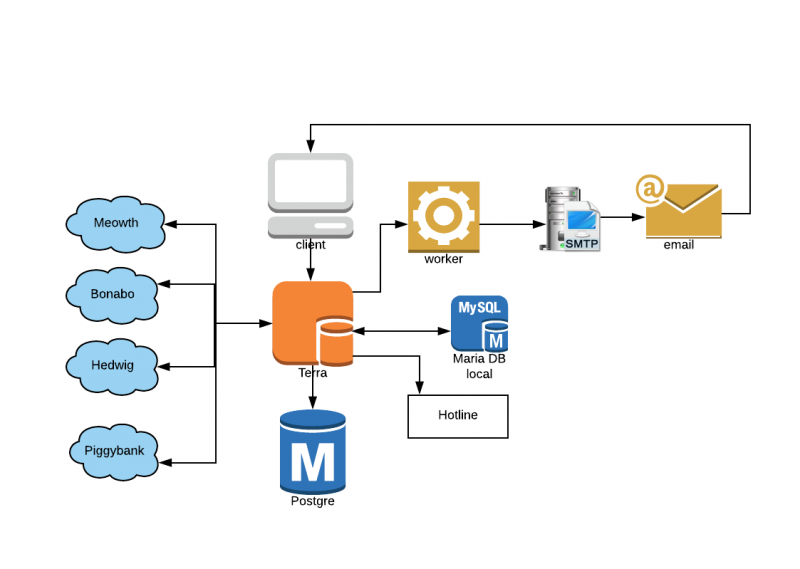 Meowth
client
worker
SMTP
@
email
Bonabo
MySQL
M
Maria DB
local
Hedwig
Terra
Hotline
Piggybank
M
Postgre